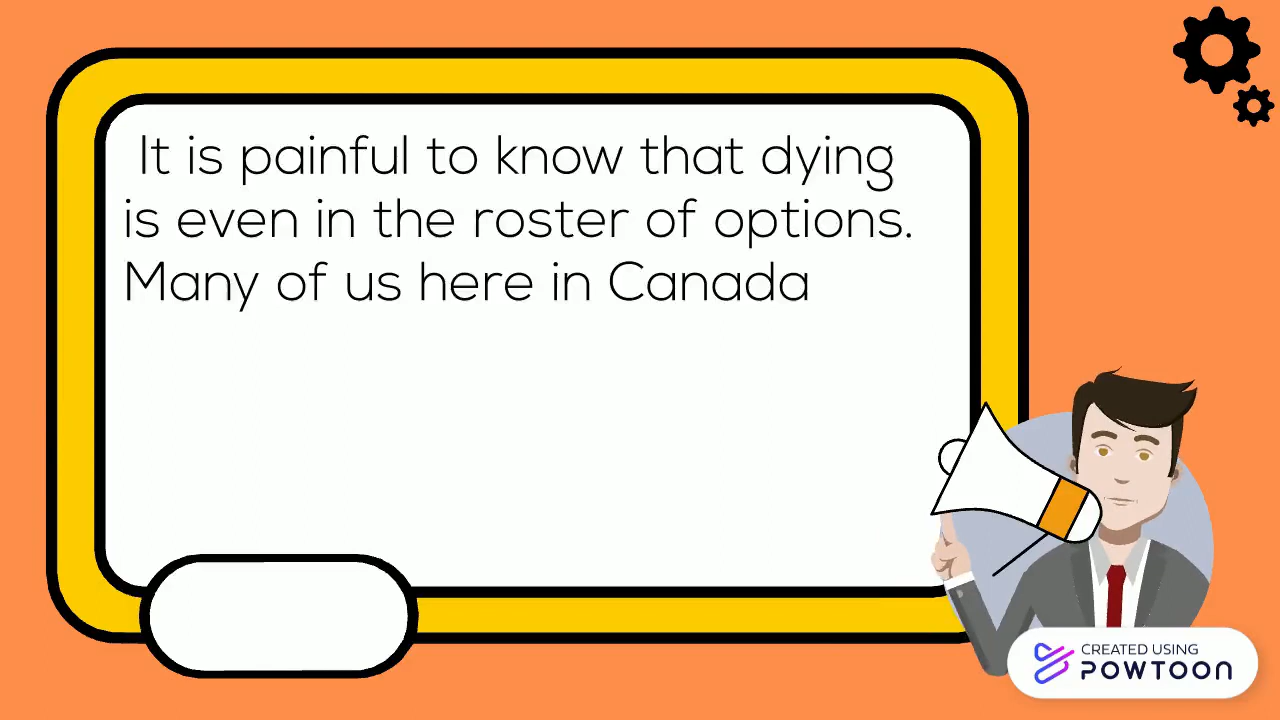 It is painful to know that dying
is even in the roster of options.
Many of us here in Canada
CREATED USING
POWTOON